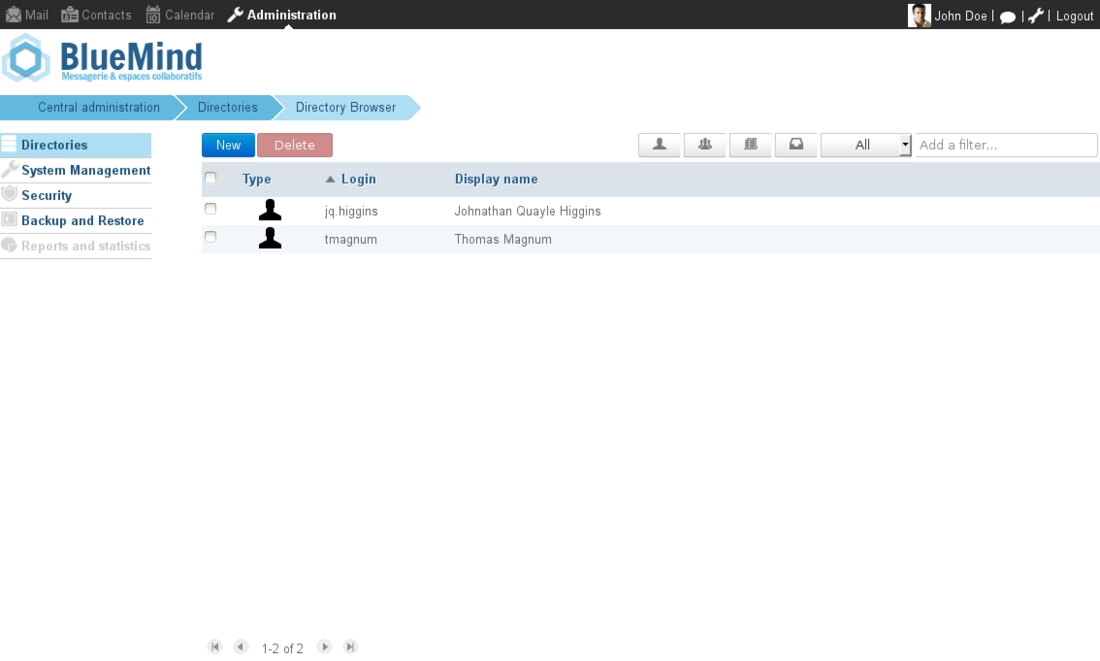 Mail Contacts Calendar Administration John Doe | | | Logout
10
BlueMind
Messagerie & espaces collaboratifs
Central administration Directories Directory Browser
Directories
System Management
Security
Backup and Restore
Reports and statistics
New Delete All Add a filter...
Type Login Display name
jq.higgins Johnathan Quayle Higgins
tmagnum Thomas Magnum
1-2 of 2